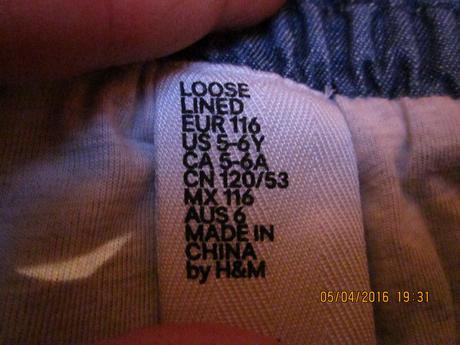 LOOSE
LINED
EUR 116
US 5-6Y
CA 5-6A
CN 120/53
MX 116
AUS 6
MADE IN
CHINA
by H&M
05/04/2016 19:31